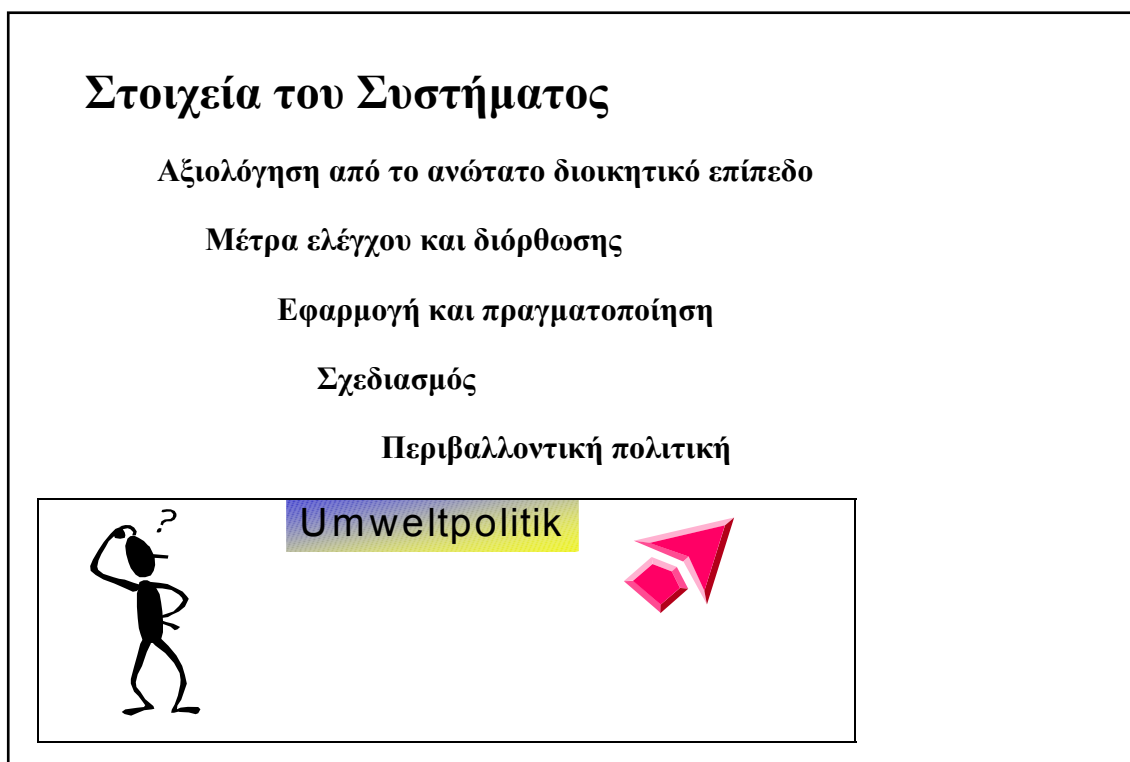 Στοιχεία του Συστήματος
Αξιολόγηση από το ανώτατο διοικητικό επίπεδο
Μέτρα ελέγχου και διόρθωσης
Εφαρμογή και πραγματοποίηση
Σχεδιασμός
Περιβαλλοντική πολιτική
?
Umweltpolitik